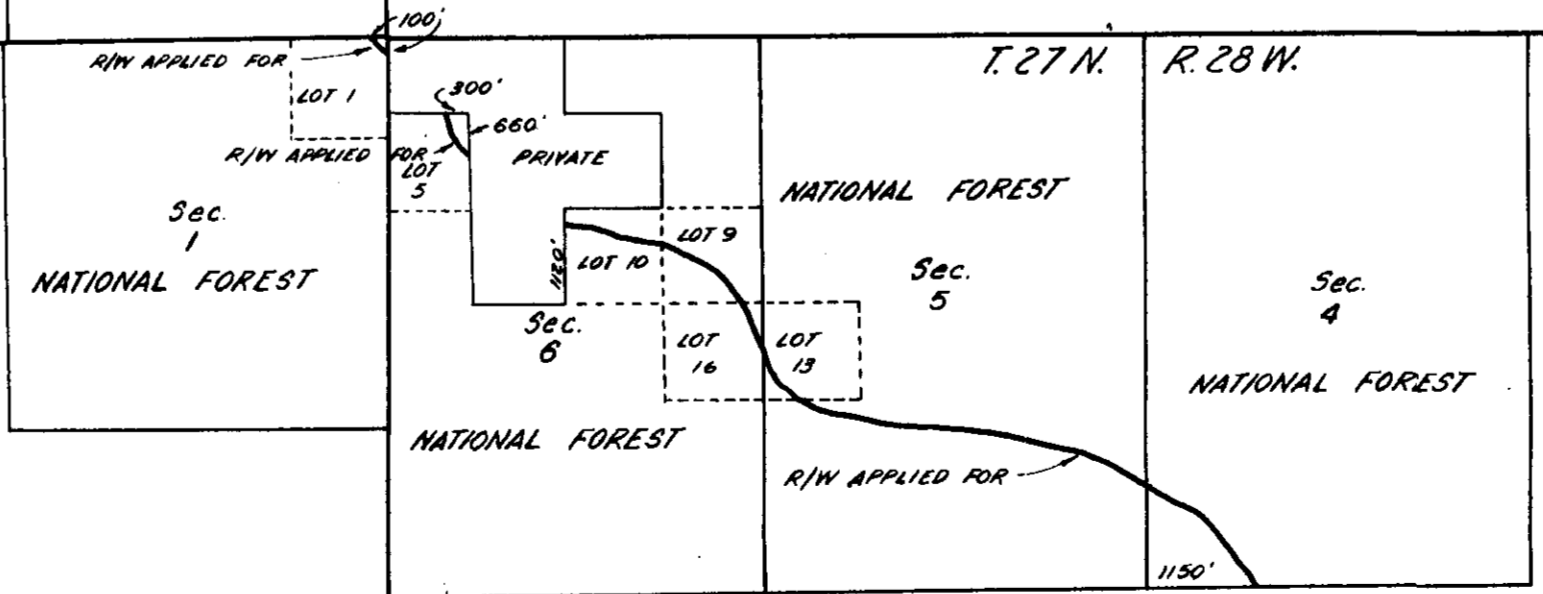 100'
R/W APPLIED FOR
T. 27 N. R. 28 W.
LOT 1
300'
660'
R/W APPLIED FOR
LOT
5
PRIVATE
NATIONAL FOREST
Sec.
1
NATIONAL FOREST
1120'
LOT 10
LOT 9
Sec.
5
Sec.
4
Sec.
6
LOT
16
LOT
13
NATIONAL FOREST
NATIONAL FOREST
R/W APPLIED FOR
1150'